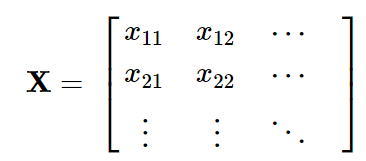 x₁₁ x₁₂ ⋯
X = x₂₁ x₂₂ ⋯
⋮ ⋮ ⋱